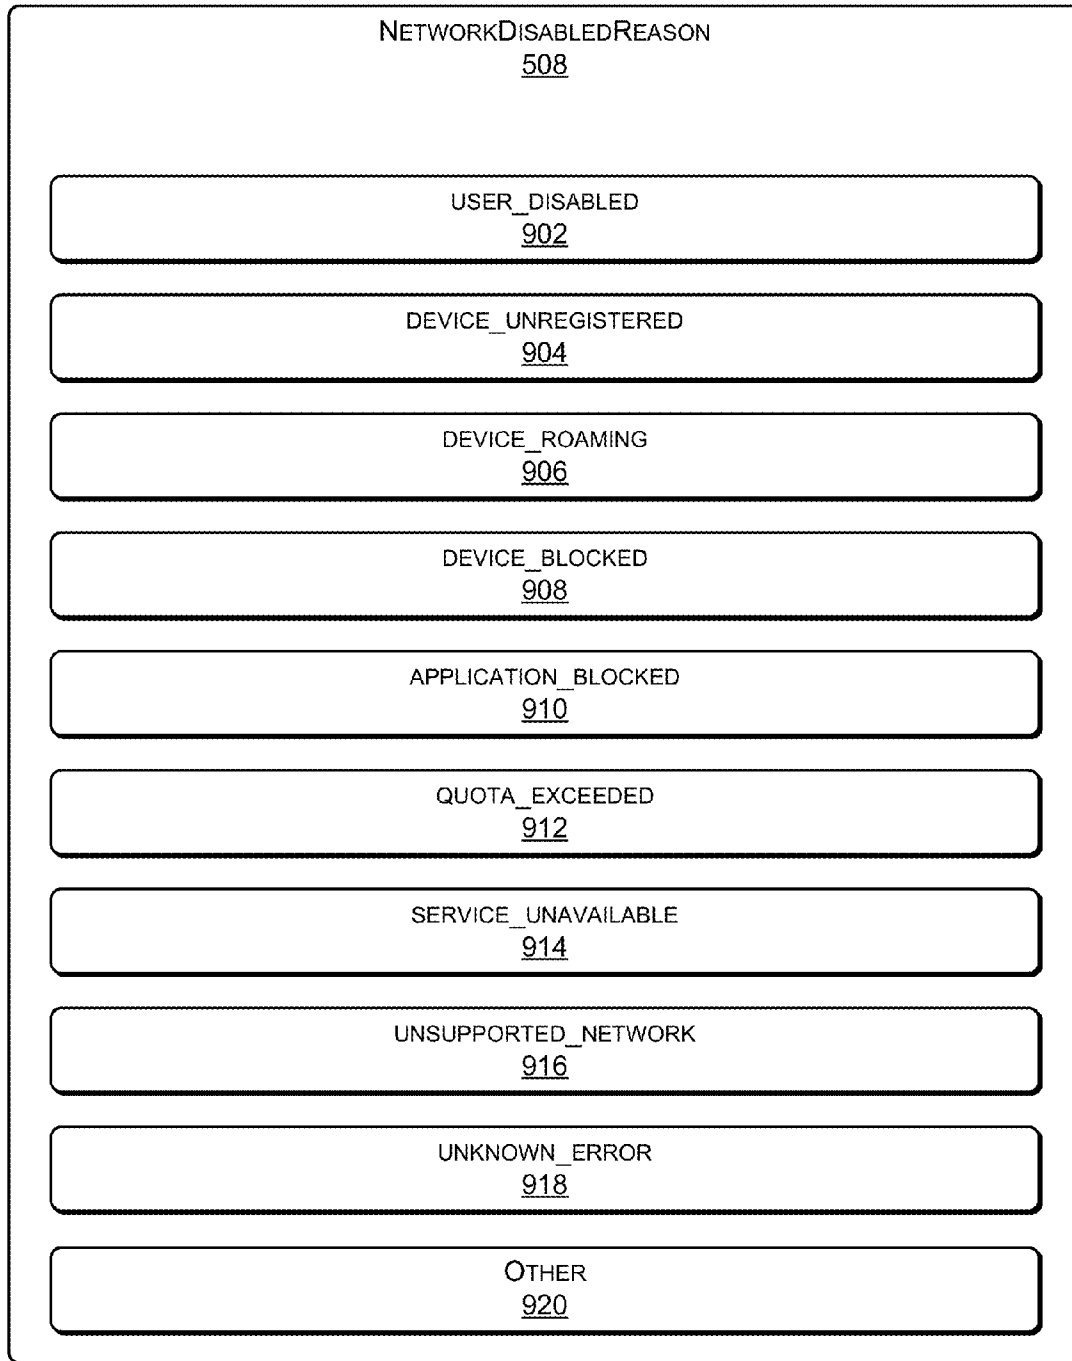 NETWORKDISABLEDREASON
508
USER_DISABLED
902
DEVICE_UNREGISTERED
904
DEVICE_ROAMING
906
DEVICE_BLOCKED
908
APPLICATION_BLOCKED
910
QUOTA_EXCEEDED
912
SERVICE_UNAVAILABLE
914
UNSUPPORTED_NETWORK
916
UNKNOWN_ERROR
918
OTHER
920